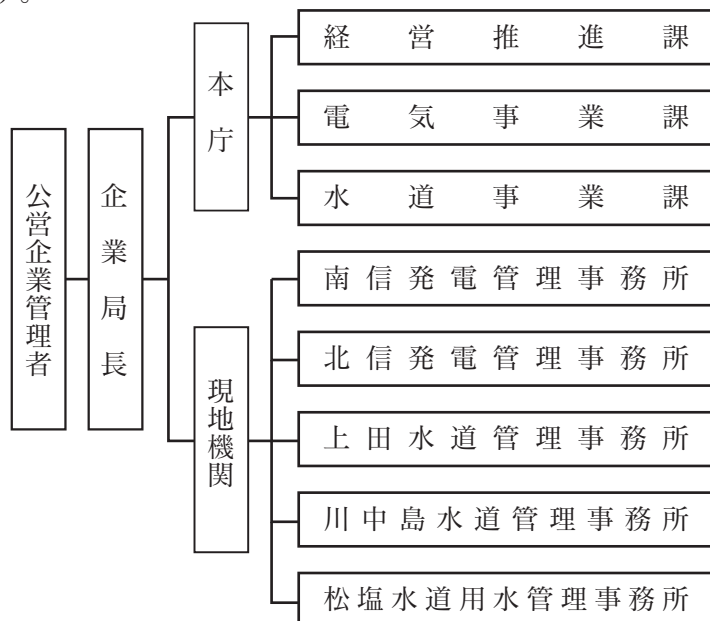 す。
公営企業管理者
企業局長
本庁
経営推進課
電気事業課
水道事業課
現地機関
南信発電管理事務所
北信発電管理事務所
上田水道管理事務所
川中島水道管理事務所
松塩水道用水管理事務所